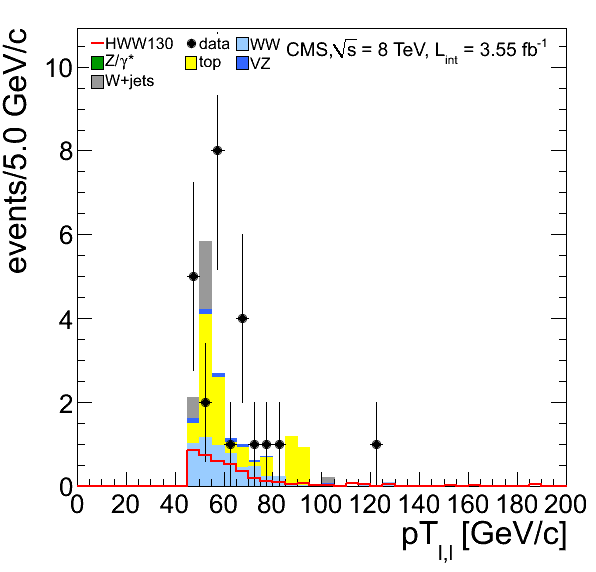 events/5.0 GeV/c
HWW130 data WW
Z/γ* top VZ
W+jets
CMS,√s = 8 TeV, L_int = 3.55 fb⁻¹
10
8
6
4
2
0
0 20 40 60 80 100 120 140 160 180 200
pT_l,l [GeV/c]